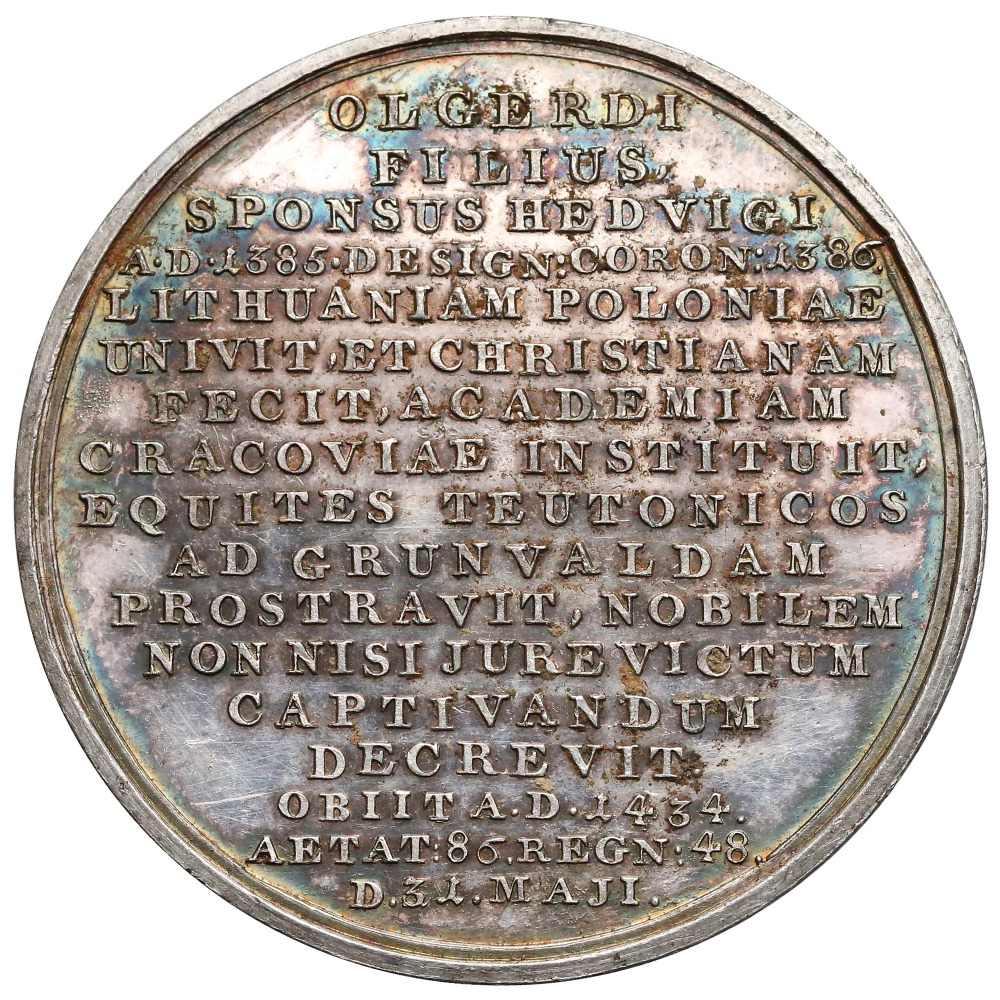 OLGERDI
FILIUS,
SPONSUS HEDVIGI
A·D·1385·DESIGN:CORON:1386.
LITHUANIAM POLONIAE
UNIVIT, ET CHRISTIANAM
FECIT, ACADEMIAM
CRACOVIAE INSTITUIT,
EQUITES TEUTONICOS
AD GRUNVALDAM
PROSTRAVIT, NOBILEM
NON NISI JURE VICTUM
CAPTIVANDUM
DECREVIT.
OBIIT A·D·1434.
AETAT:86.REGN:48.
D.31.MAJI.